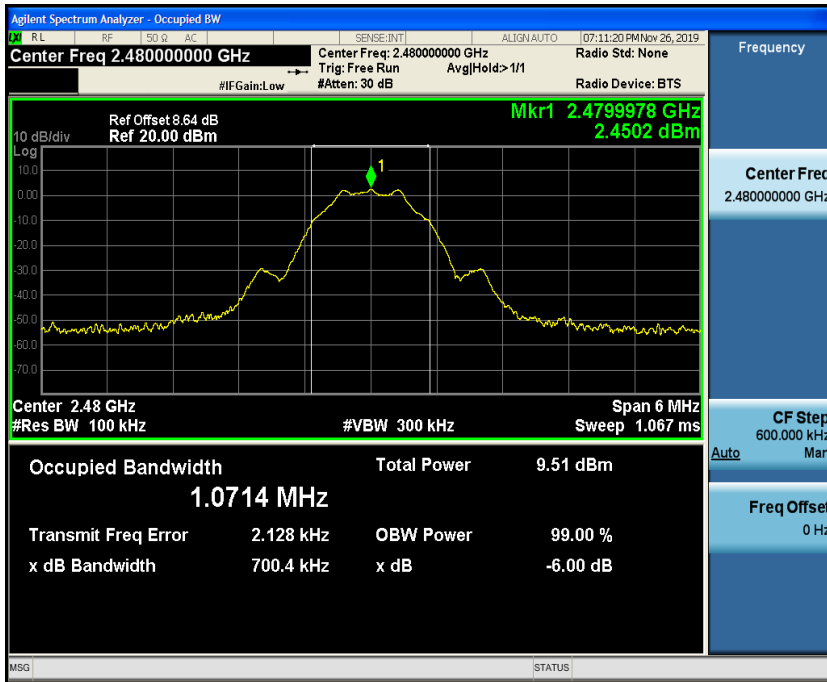 Agilent Spectrum Analyzer - Occupied BW
LXI RL RF 50 Ω AC SENSE:INT ALIGN AUTO 07:11:20 PM Nov 26, 2019
Center Freq 2.480000000 GHz Center Freq: 2.480000000 GHz Radio Std: None
Trig: Free Run Avg|Hold:> 1/1
#IFGain:Low #Atten: 30 dB Radio Device: BTS
Mkr1 2.4799978 GHz
2.4502 dBm
Ref Offset 8.64 dB
10 dB/div Ref 20.00 dBm
Log
1
10.0
0.00
-10.0
-20.0
-30.0
-40.0
-50.0
-60.0
-70.0
Center 2.48 GHz Span 6 MHz
#Res BW 100 kHz #VBW 300 kHz Sweep 1.067 ms
Occupied Bandwidth Total Power 9.51 dBm
1.0714 MHz
Transmit Freq Error 2.128 kHz OBW Power 99.00 %
x dB Bandwidth 700.4 kHz x dB -6.00 dB
MSG STATUS
Frequency
Center Freq
2.480000000 GHz
CF Step
600.000 kHz
Auto Man
Freq Offset
0 Hz